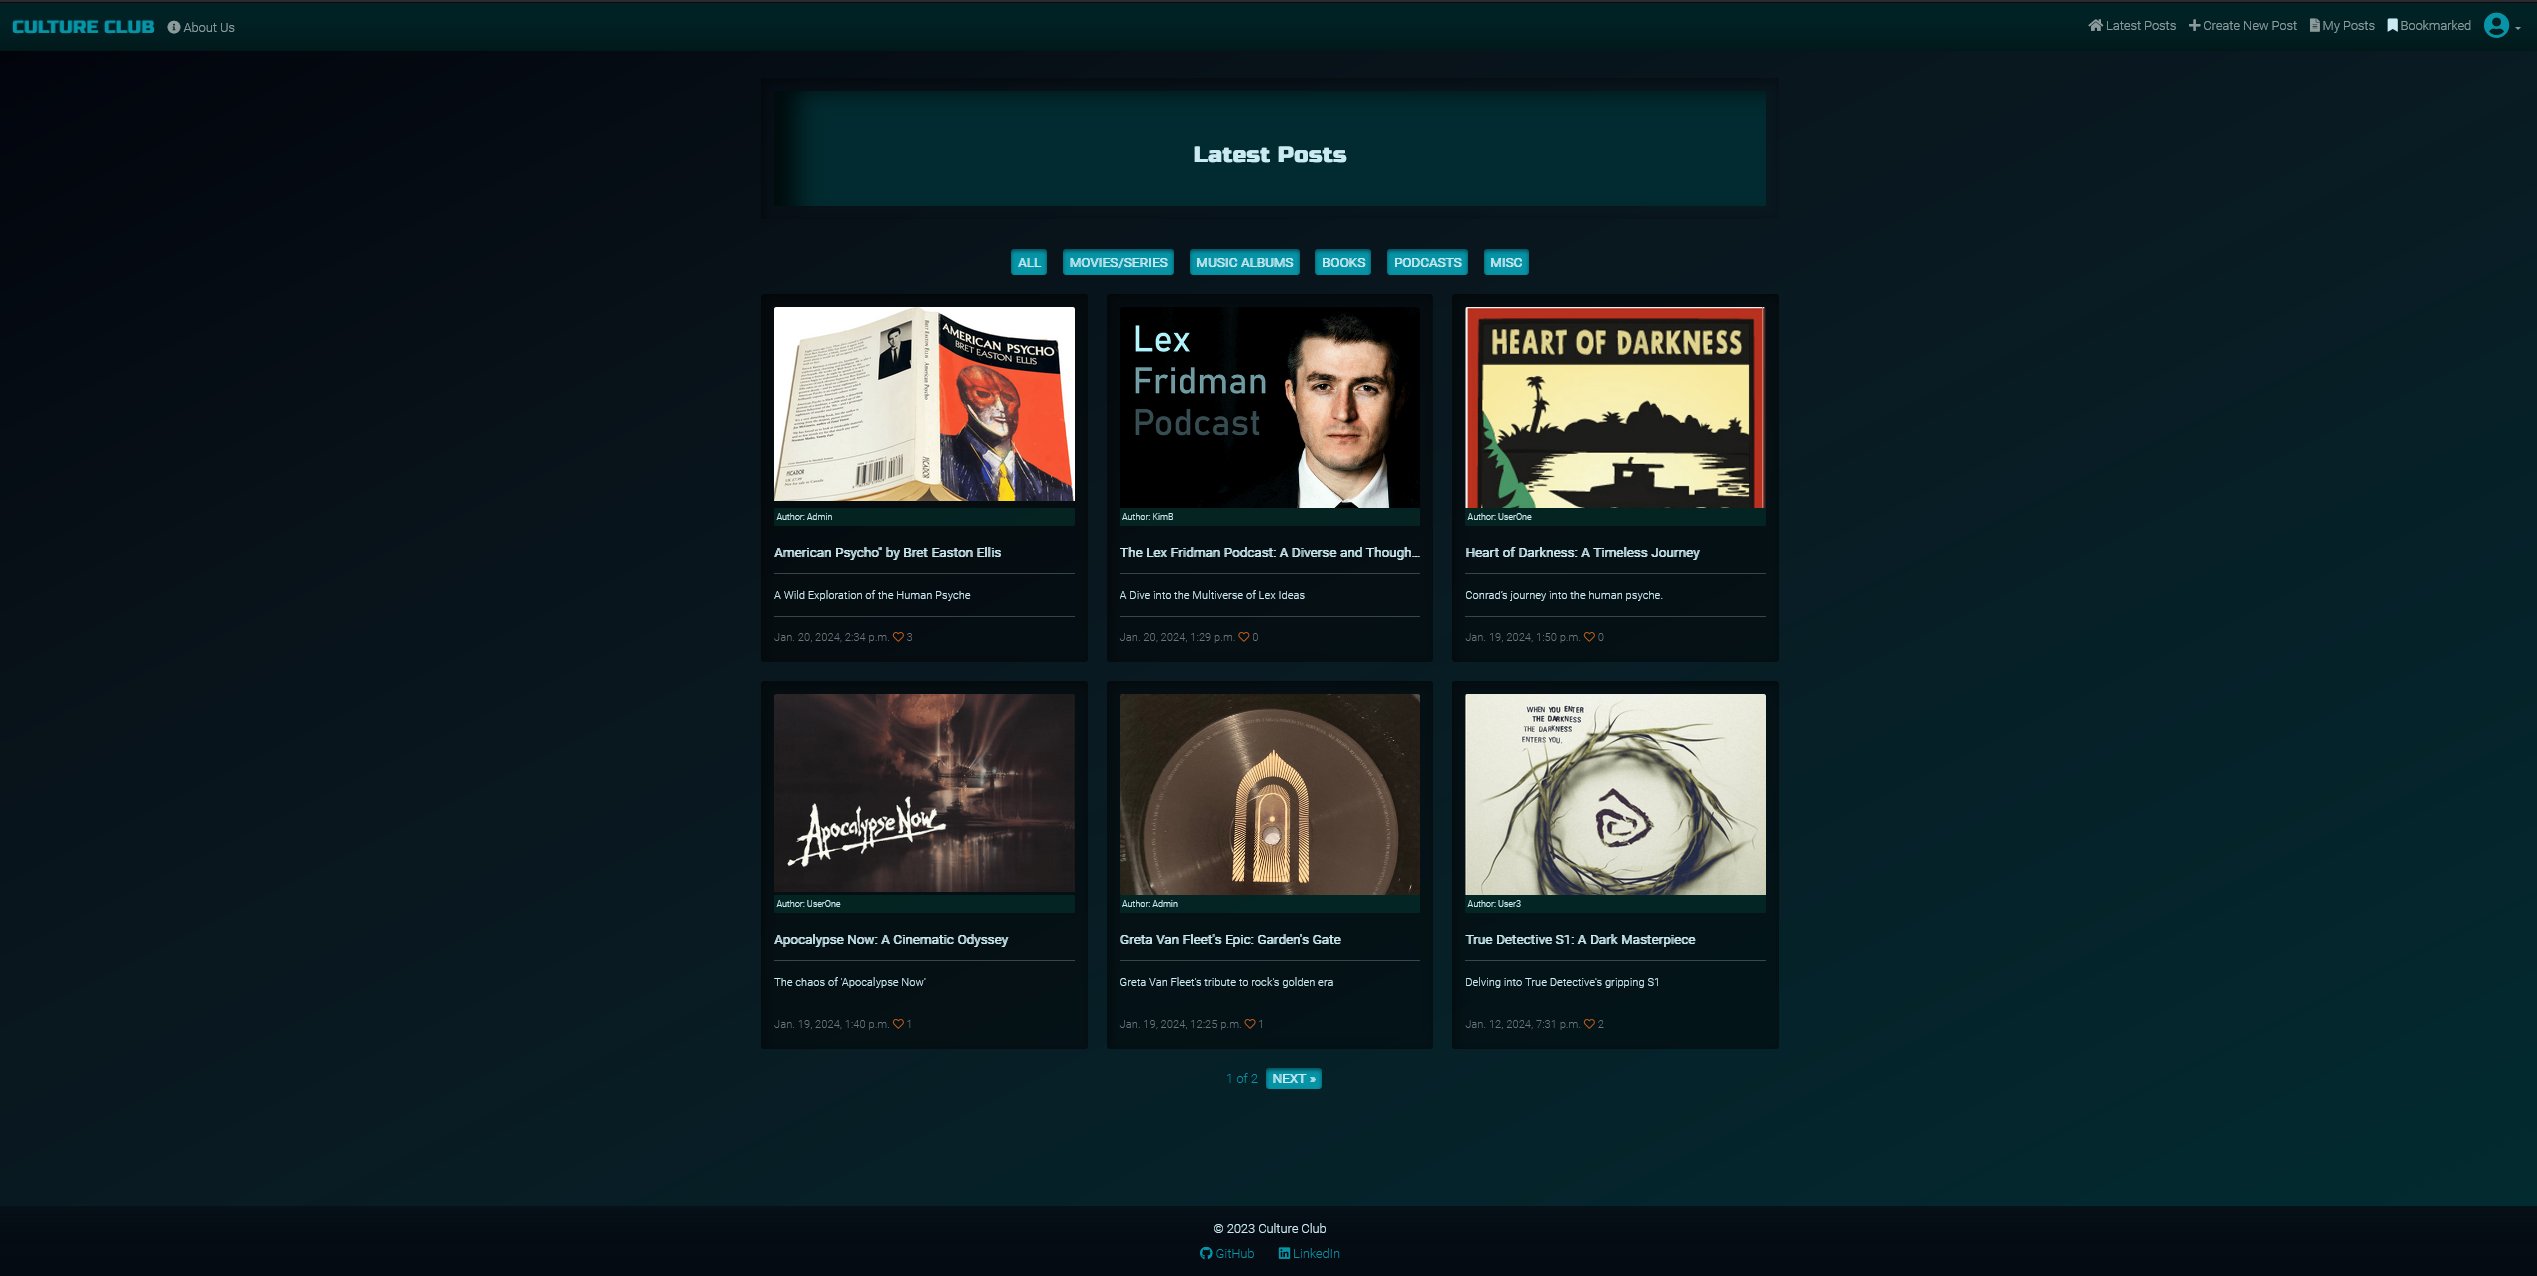 CULTURE CLUB About Us Latest Posts Create New Post My Posts Bookmarked
Latest Posts
ALL MOVIES/SERIES MUSIC ALBUMS BOOKS PODCASTS MISC
AMERICAN PSYCHO
BRET EASTON ELLIS
BRET EASTON ELLIS American Psycho
PICADOR
PICADOR
Author: Admin
American Psycho" by Bret Easton Ellis
A Wild Exploration of the Human Psyche
Jan. 20, 2024, 2:34 p.m. 3
Lex
Fridman
Podcast
Author: KimB
The Lex Fridman Podcast: A Diverse and Though...
A Dive into the Multiverse of Lex Ideas
Jan. 20, 2024, 1:29 p.m. 0
HEART OF DARKNESS
Author: UserOne
Heart of Darkness: A Timeless Journey
Conrad's journey into the human psyche.
Jan. 19, 2024, 1:50 p.m. 0
Apocalypse Now
Author: UserOne
Apocalypse Now: A Cinematic Odyssey
The chaos of 'Apocalypse Now'
Jan. 19, 2024, 1:40 p.m. 1
Author: Admin
Greta Van Fleet's Epic: Garden's Gate
Greta Van Fleet's tribute to rock's golden era
Jan. 19, 2024, 12:25 p.m. 1
WHEN YOU ENTER
THE DARKNESS
THE DARKNESS
ENTERS YOU.
Author: User3
True Detective S1: A Dark Masterpiece
Delving into True Detective's gripping S1
Jan. 12, 2024, 7:31 p.m. 2
1 of 2 NEXT »
© 2023 Culture Club
GitHub LinkedIn